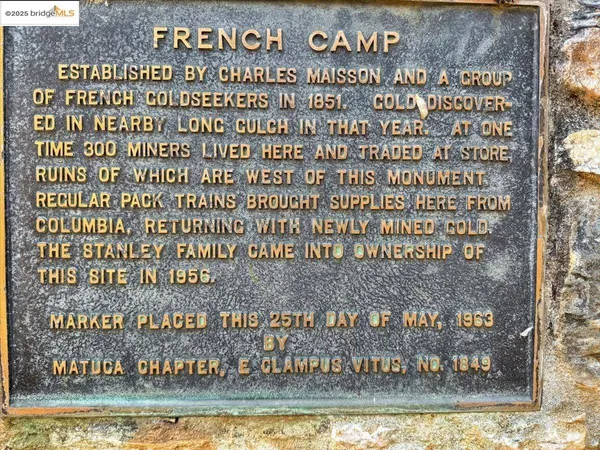 ©2025 bridgeMLS
FRENCH CAMP
ESTABLISHED BY CHARLES MAISSON AND A GROUP
OF FRENCH GOLDSEEKERS IN 1851. GOLD DISCOVER-
ED IN NEARBY LONG GULCH IN THAT YEAR. AT ONE
TIME 300 MINERS LIVED HERE AND TRADED AT STORE,
RUINS OF WHICH ARE WEST OF THIS MONUMENT.
REGULAR PACK TRAINS BROUGHT SUPPLIES HERE FROM
COLUMBIA, RETURNING WITH NEWLY MINED GOLD.
THE STANLEY FAMILY CAME INTO OWNERSHIP OF
THIS SITE IN 1956.
MARKER PLACED THIS 25TH DAY OF MAY, 1963
BY
MATUCA CHAPTER, E CLAMPUS VITUS, NO. 1849